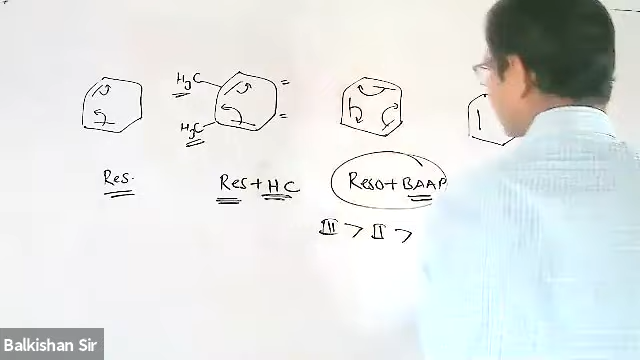 H3C
H3C
Res. Res + HC Reso + BAAP
III > II >
Balkishan Sir